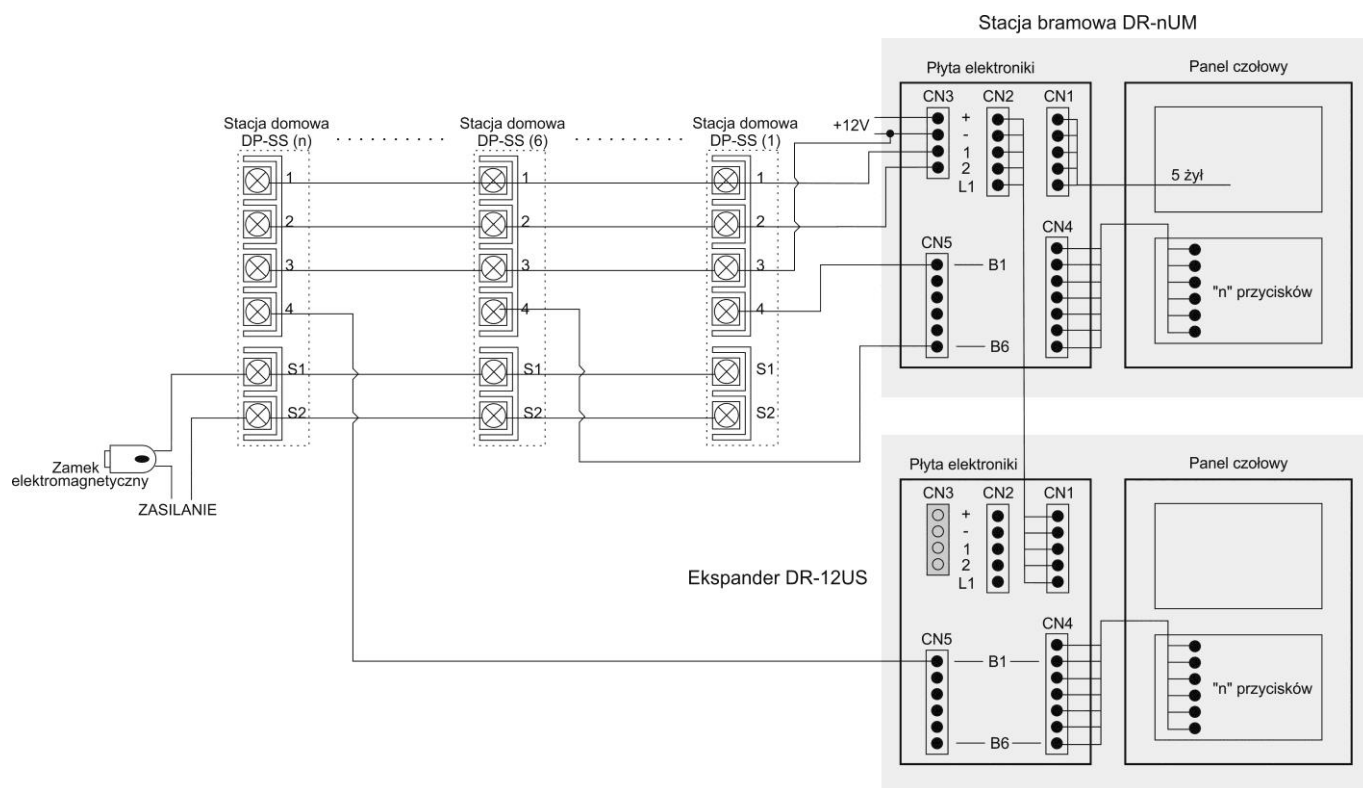 Stacja bramowa DR-nUM
Płyta elektroniki
Panel czołowy
CN3
CN2
CN1
+12V
+
-
1
2
L1
5 żył
CN5
B1
B6
CN4
"n" przycisków
Stacja domowa
DP-SS (n)
1
2
3
4
S1
S2
Stacja domowa
DP-SS (6)
1
2
3
4
S1
S2
Stacja domowa
DP-SS (1)
1
2
3
4
S1
S2
Zamek
elektromagnetyczny
ZASILANIE
Ekspander DR-12US
Płyta elektroniki
Panel czołowy
CN3
CN2
CN1
+
-
1
2
L1
CN5
B1
B6
CN4
"n" przycisków